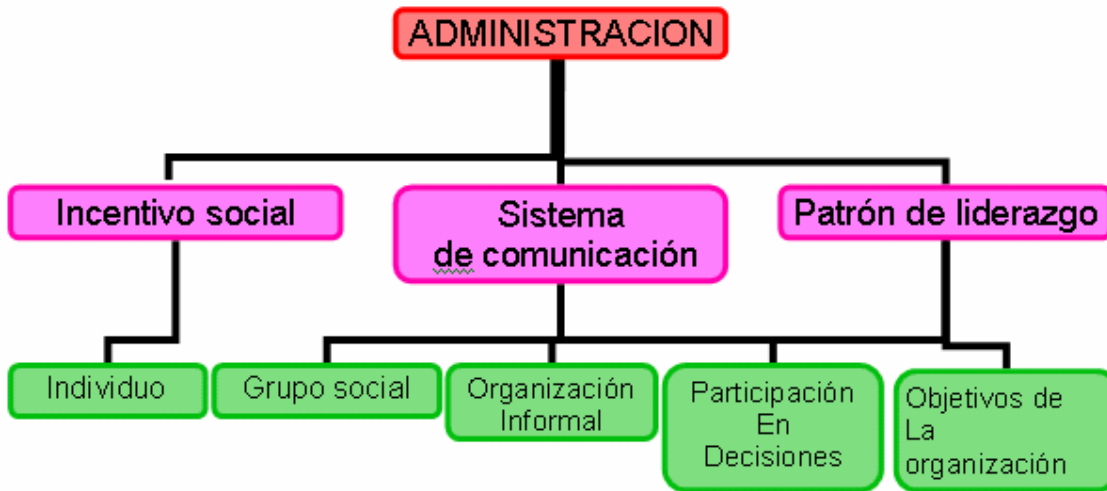 ADMINISTRACION
Incentivo social
Sistema
de comunicación
Patrón de liderazgo
Individuo
Grupo social
Organización
Informal
Participación
En
Decisiones
Objetivos de
La
organización